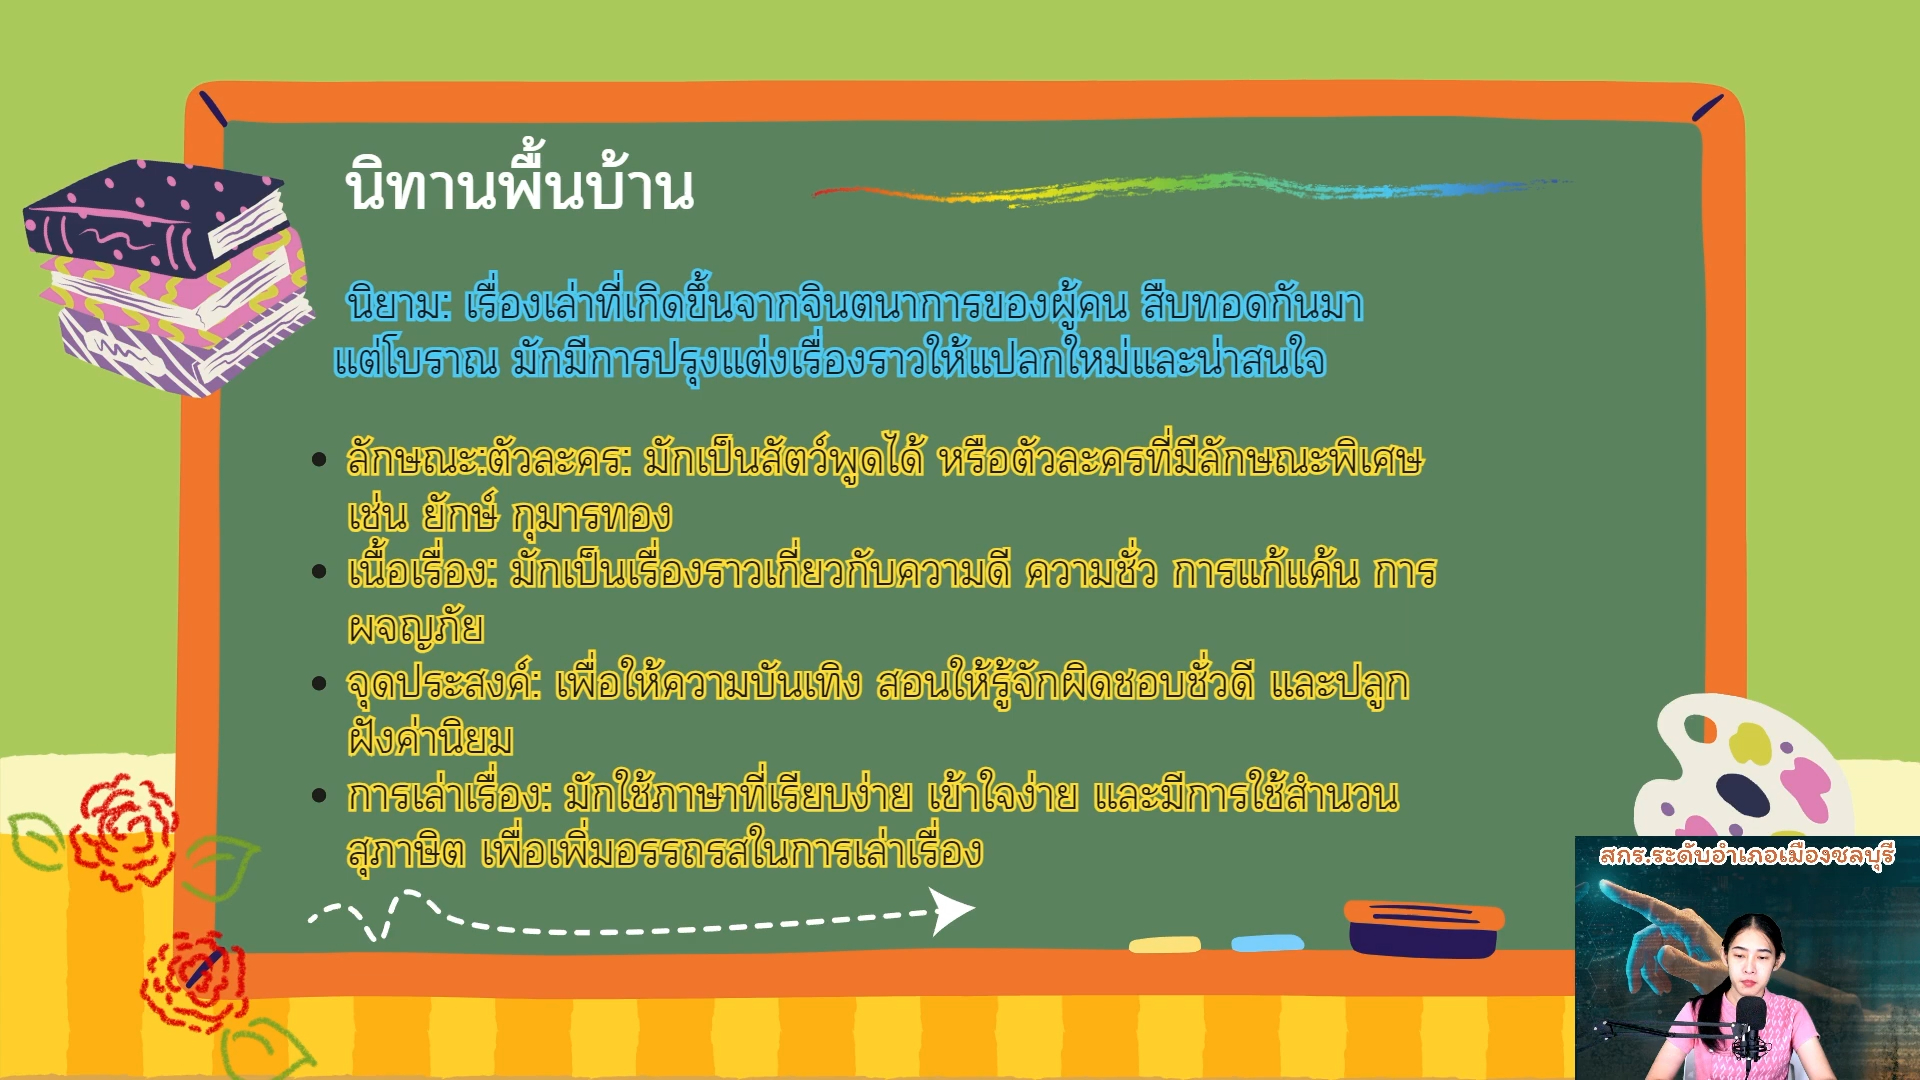 นิทานพื้นบ้าน
นิยาม: เรื่องเล่าที่เกิดขึ้นจากจินตนาการของผู้คน สืบทอดกันมา
แต่โบราณ มักมีการปรุงแต่งเรื่องราวให้แปลกใหม่และน่าสนใจ
• ลักษณะ:ตัวละคร: มักเป็นสัตว์พูดได้ หรือตัวละครที่มีลักษณะพิเศษ
เช่น ยักษ์ กุมารทอง
• เนื้อเรื่อง: มักเป็นเรื่องราวเกี่ยวกับความดี ความชั่ว การแก้แค้น การ
ผจญภัย
• จุดประสงค์: เพื่อให้ความบันเทิง สอนให้รู้จักผิดชอบชั่วดี และปลูก
ฝังค่านิยม
• การเล่าเรื่อง: มักใช้ภาษาที่เรียบง่าย เข้าใจง่าย และมีการใช้สำนวน
สุภาษิต เพื่อเพิ่มอรรถรสในการเล่าเรื่อง
สกร.ระดับอำเภอเมืองชลบุรี